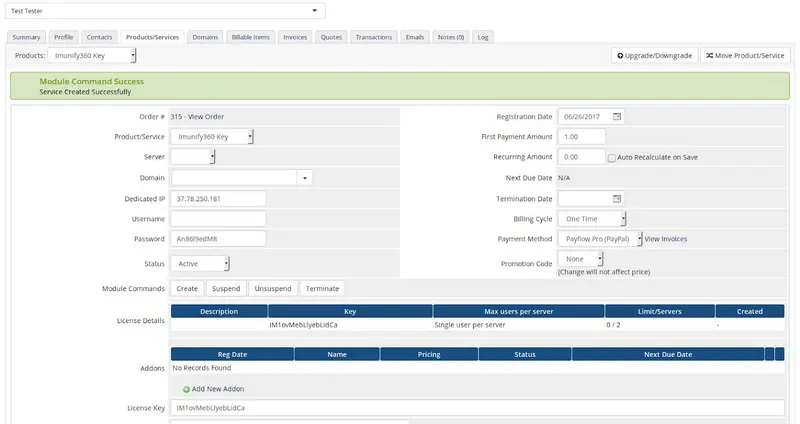 Test Tester
Summary Profile Contacts Products/Services Domains Billable Items Invoices Quotes Transactions Emails Notes (0) Log
Products: Imunify360 Key Upgrade/Downgrade Move Product/Service
Module Command Success
Service Created Successfully
Order # 315 - View Order Registration Date 06/26/2017
Product/Service Imunify360 Key First Payment Amount 1.00
Server Recurring Amount 0.00 Auto Recalculate on Save
Domain Next Due Date N/A
Dedicated IP 37.78.250.181 Termination Date
Username Billing Cycle One Time
Password Payment Method Payflow Pro (PayPal) View Invoices
Status Active Promotion Code None
(Change will not affect price)
Module Commands Create Suspend Unsuspend Terminate
Description Key Max users per server Limit/Servers Created
License Details IM1ovMebLlyebLidCa Single user per server 0 / 2 -
Reg Date Name Pricing Status Next Due Date
Addons No Records Found
Add New Addon
License Key IM1ovMebLlyebLidCa